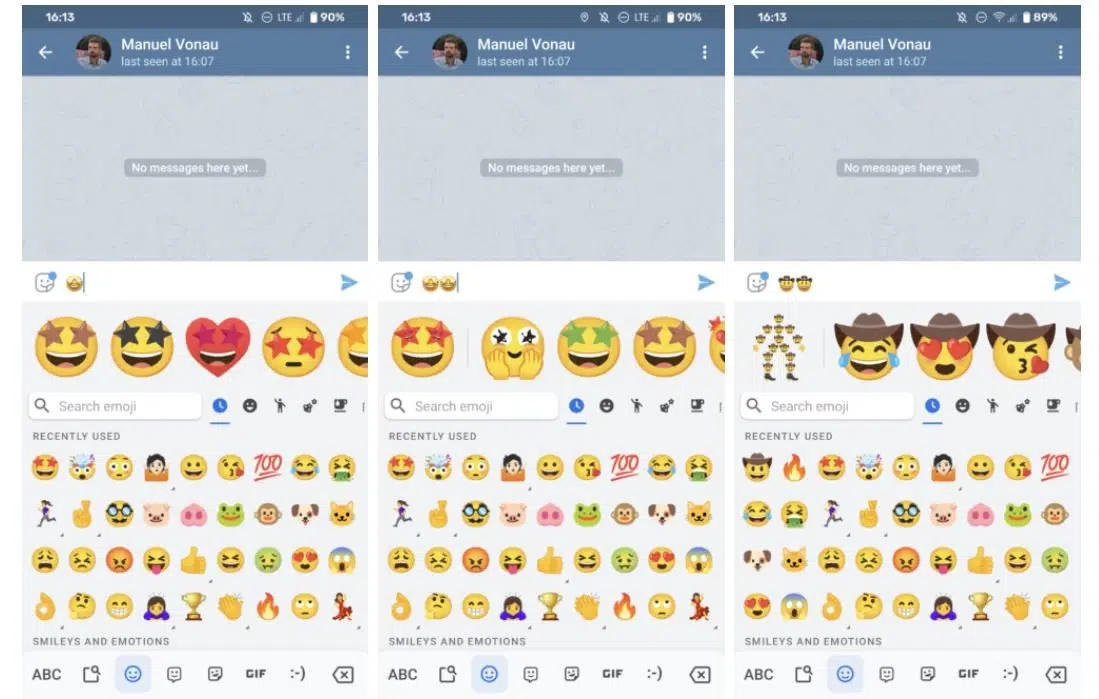 16:13
LTE
90%
Manuel Vonau
last seen at 16:07
No messages here yet...
Search emoji
RECENTLY USED
100
SMILEYS AND EMOTIONS
ABC
GIF
:-)
16:13
LTE
90%
Manuel Vonau
last seen at 16:07
No messages here yet...
Search emoji
RECENTLY USED
100
SMILEYS AND EMOTIONS
ABC
GIF
:-)
16:13
89%
Manuel Vonau
last seen at 16:07
No messages here yet...
Search emoji
RECENTLY USED
100
SMILEYS AND EMOTIONS
ABC
GIF
:-)